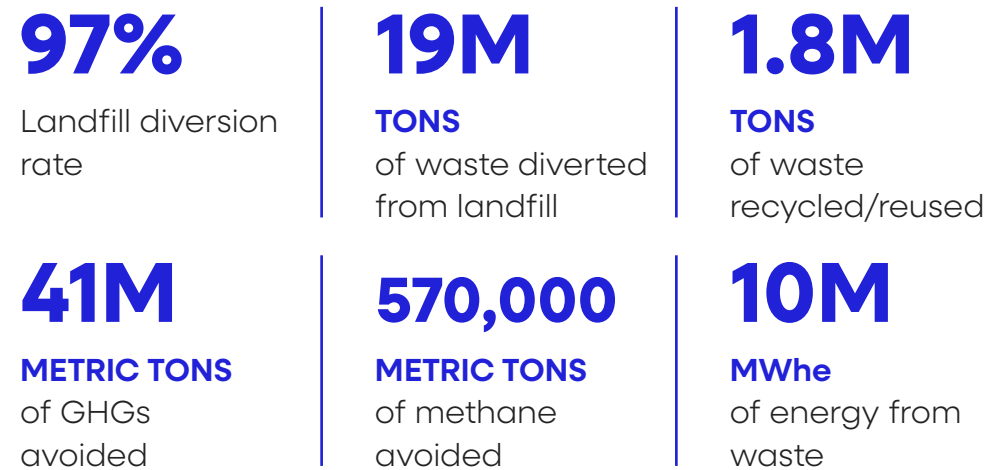 97%
Landfill diversion
rate
19M
TONS
of waste diverted
from landfill
1.8M
TONS
of waste
recycled/reused
41M
METRIC TONS
of GHGs
avoided
570,000
METRIC TONS
of methane
avoided
10M
MWhe
of energy from
waste